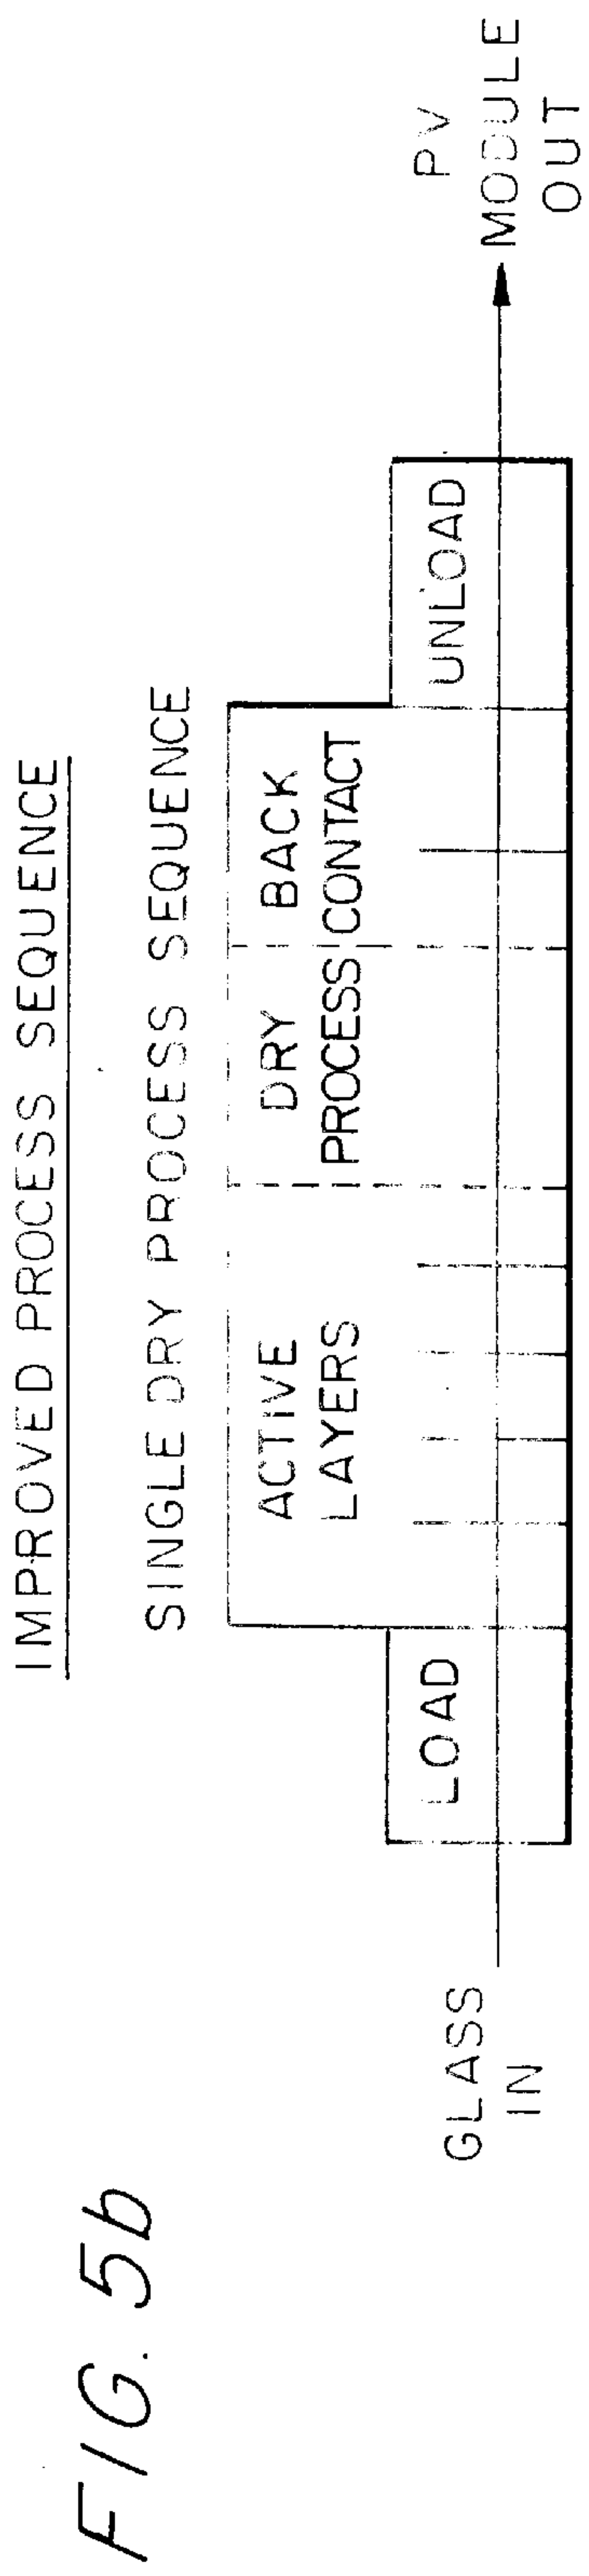 FIG. 5b
IMPROVED PROCESS SEQUENCE
SINGLE DRY PROCESS SEQUENCE
GLASS
IN
LOAD
ACTIVE
LAYERS
DRY
PROCESS
BACK
CONTACT
UNLOAD
PV
MODULE
OUT